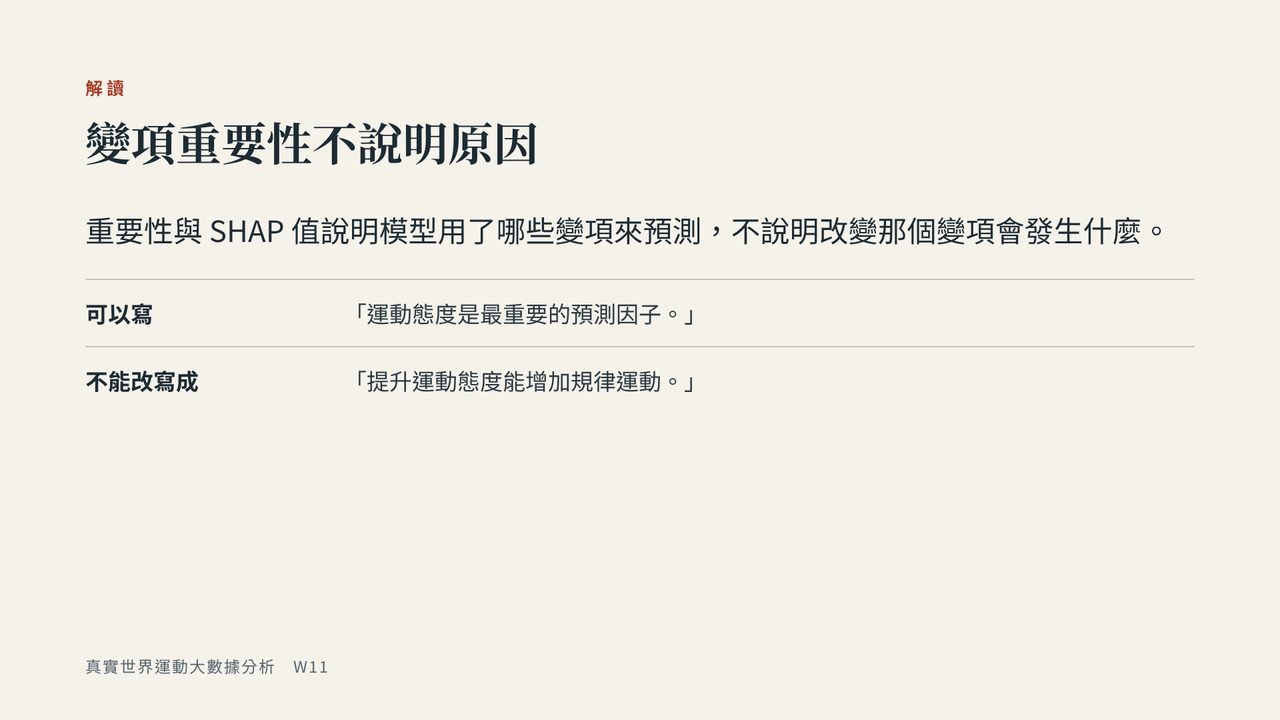 解讀
變項重要性不說明原因
重要性與 SHAP 值說明模型用了哪些變項來預測，不說明改變那個變項會發生什麼。
可以寫 「運動態度是最重要的預測因子。」
不能改寫成 「提升運動態度能增加規律運動。」
真實世界運動大數據分析 W11